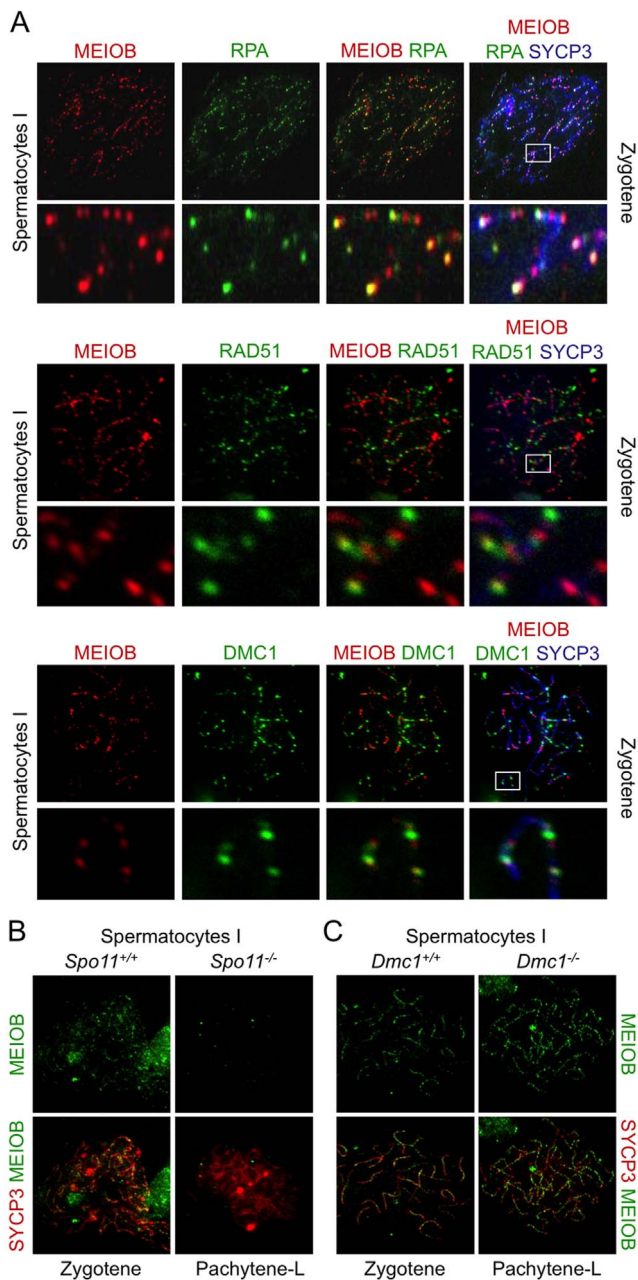 A
MEIOB RPA MEIOB RPA MEIOB
RPA SYCP3
Spermatocytes I
Zygotene
MEIOB RAD51 MEIOB RAD51 MEIOB
RAD51 SYCP3
Spermatocytes I
Zygotene
MEIOB DMC1 MEIOB DMC1 MEIOB
DMC1 SYCP3
Spermatocytes I
Zygotene
B
Spermatocytes I
Spo11+/+ Spo11-/-
MEIOB
SYCP3 MEIOB
Zygotene Pachytene-L
C
Spermatocytes I
Dmc1+/+ Dmc1-/-
MEIOB
SYCP3 MEIOB
Zygotene Pachytene-L